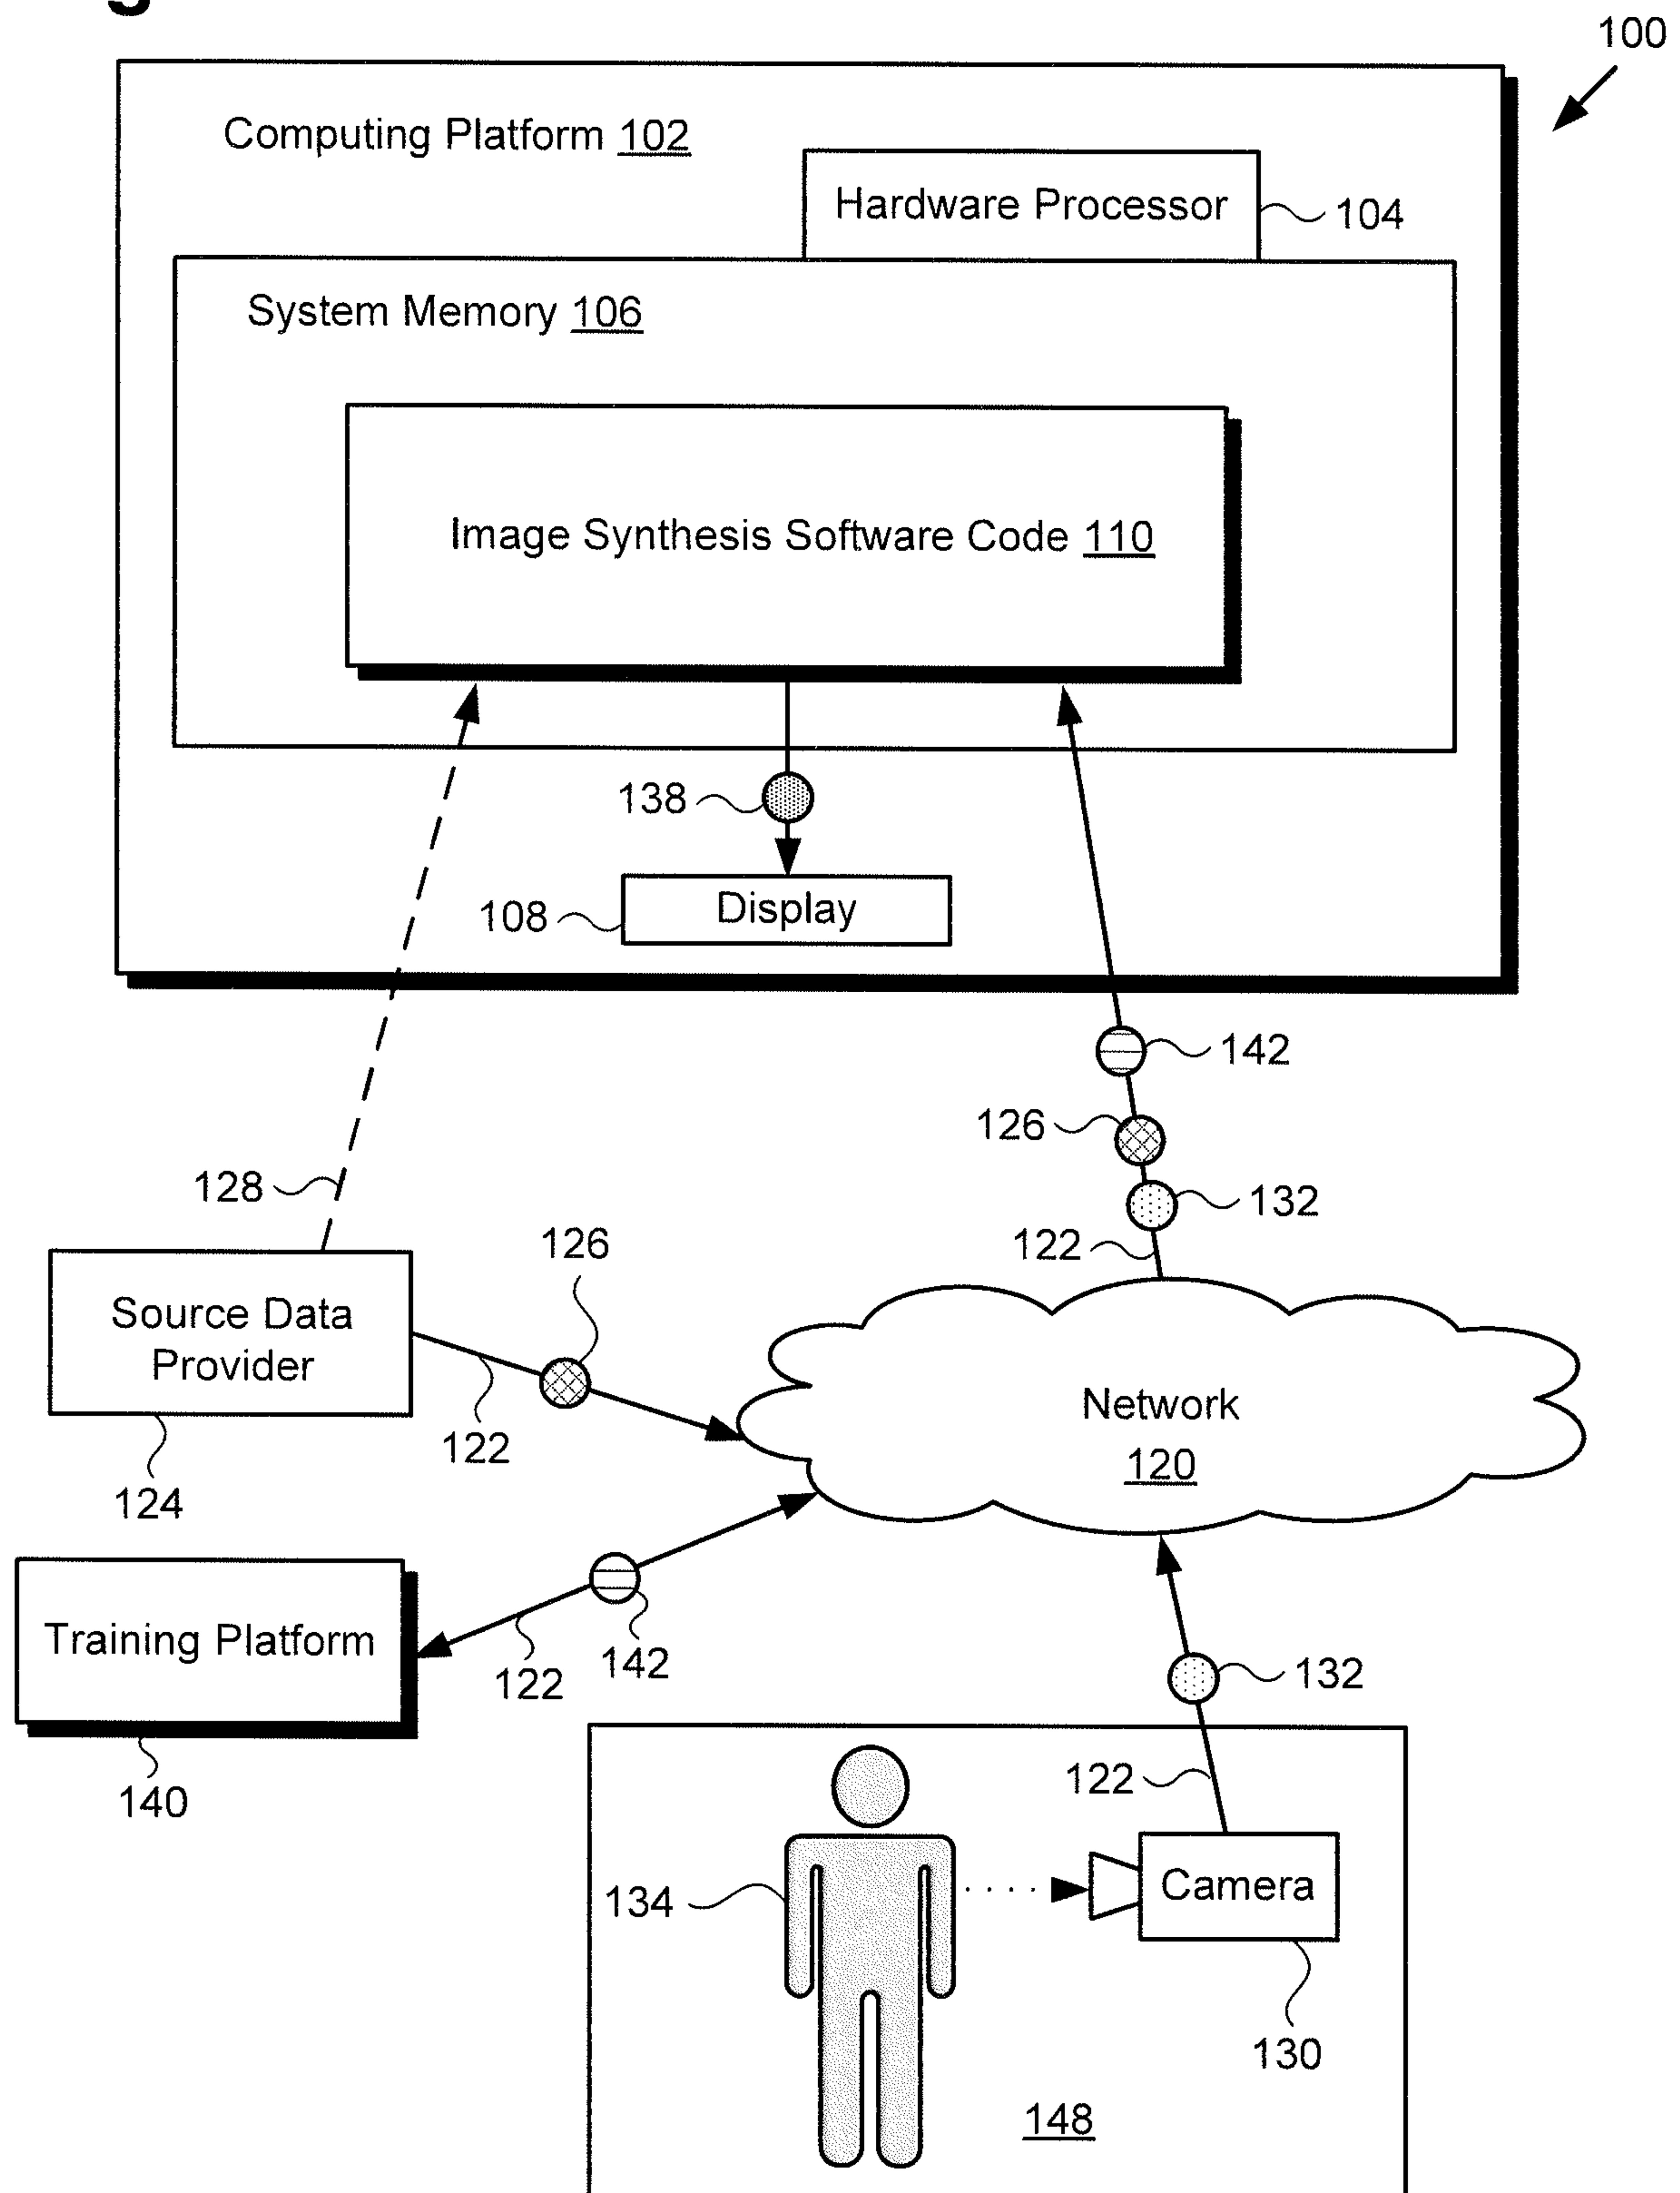 100
Computing Platform 102
Hardware Processor
104
System Memory 106
Image Synthesis Software Code 110
138
108
Display
142
126
132
128
122
126
Source Data
Provider
Network
120
122
124
Training Platform
122
142
132
140
122
134
Camera
130
148